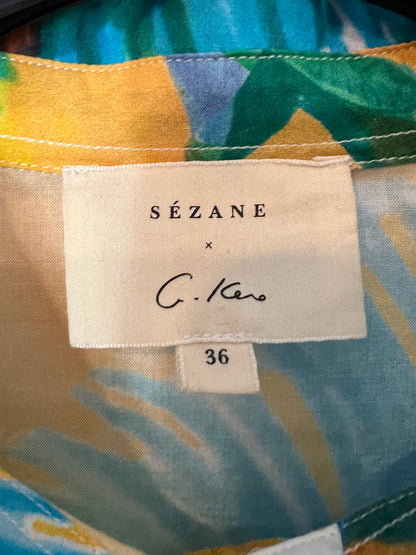 SÉZANE
×
G. Kero
36